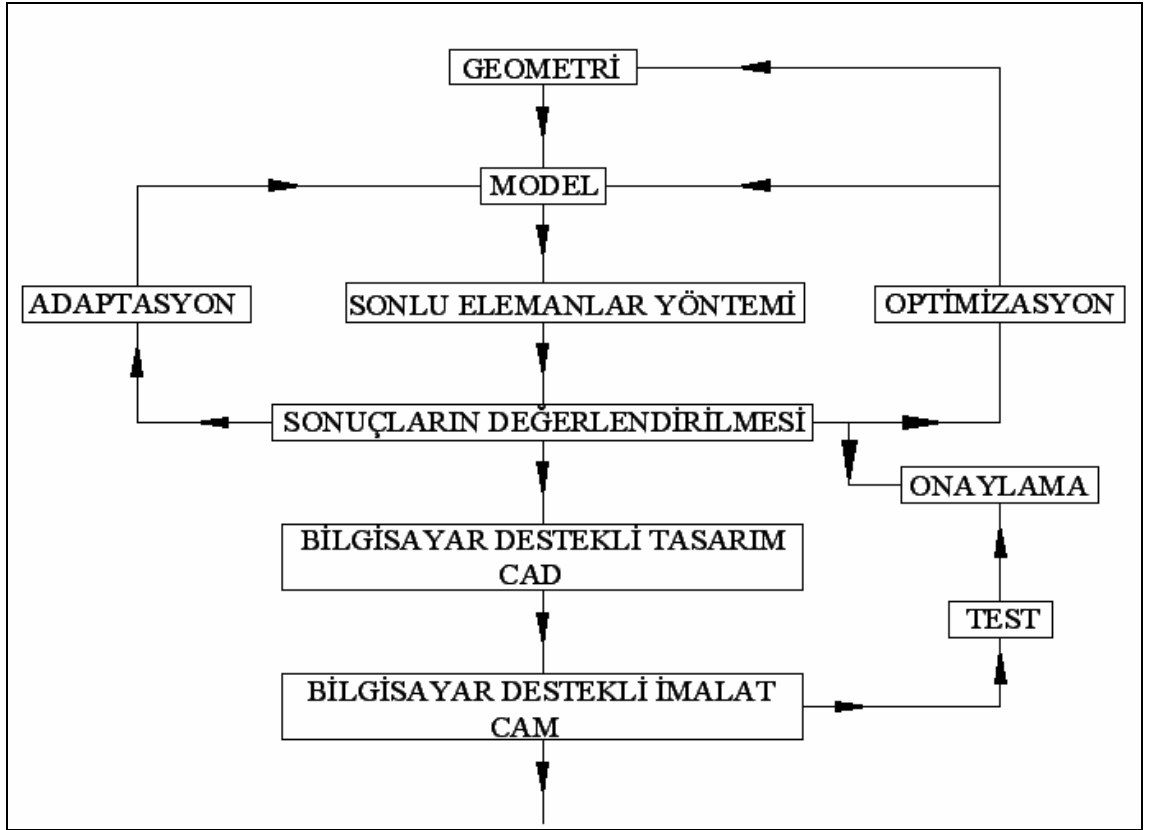 GEOMETRİ
MODEL
ADAPTASYON
SONLU ELEMANLAR YÖNTEMİ
OPTİMİZASYON
SONUÇLARIN DEĞERLENDİRİLMESİ
ONAYLAMA
BİLGİSAYAR DESTEKLİ TASARIM
CAD
TEST
BİLGİSAYAR DESTEKLİ İMALAT
CAM